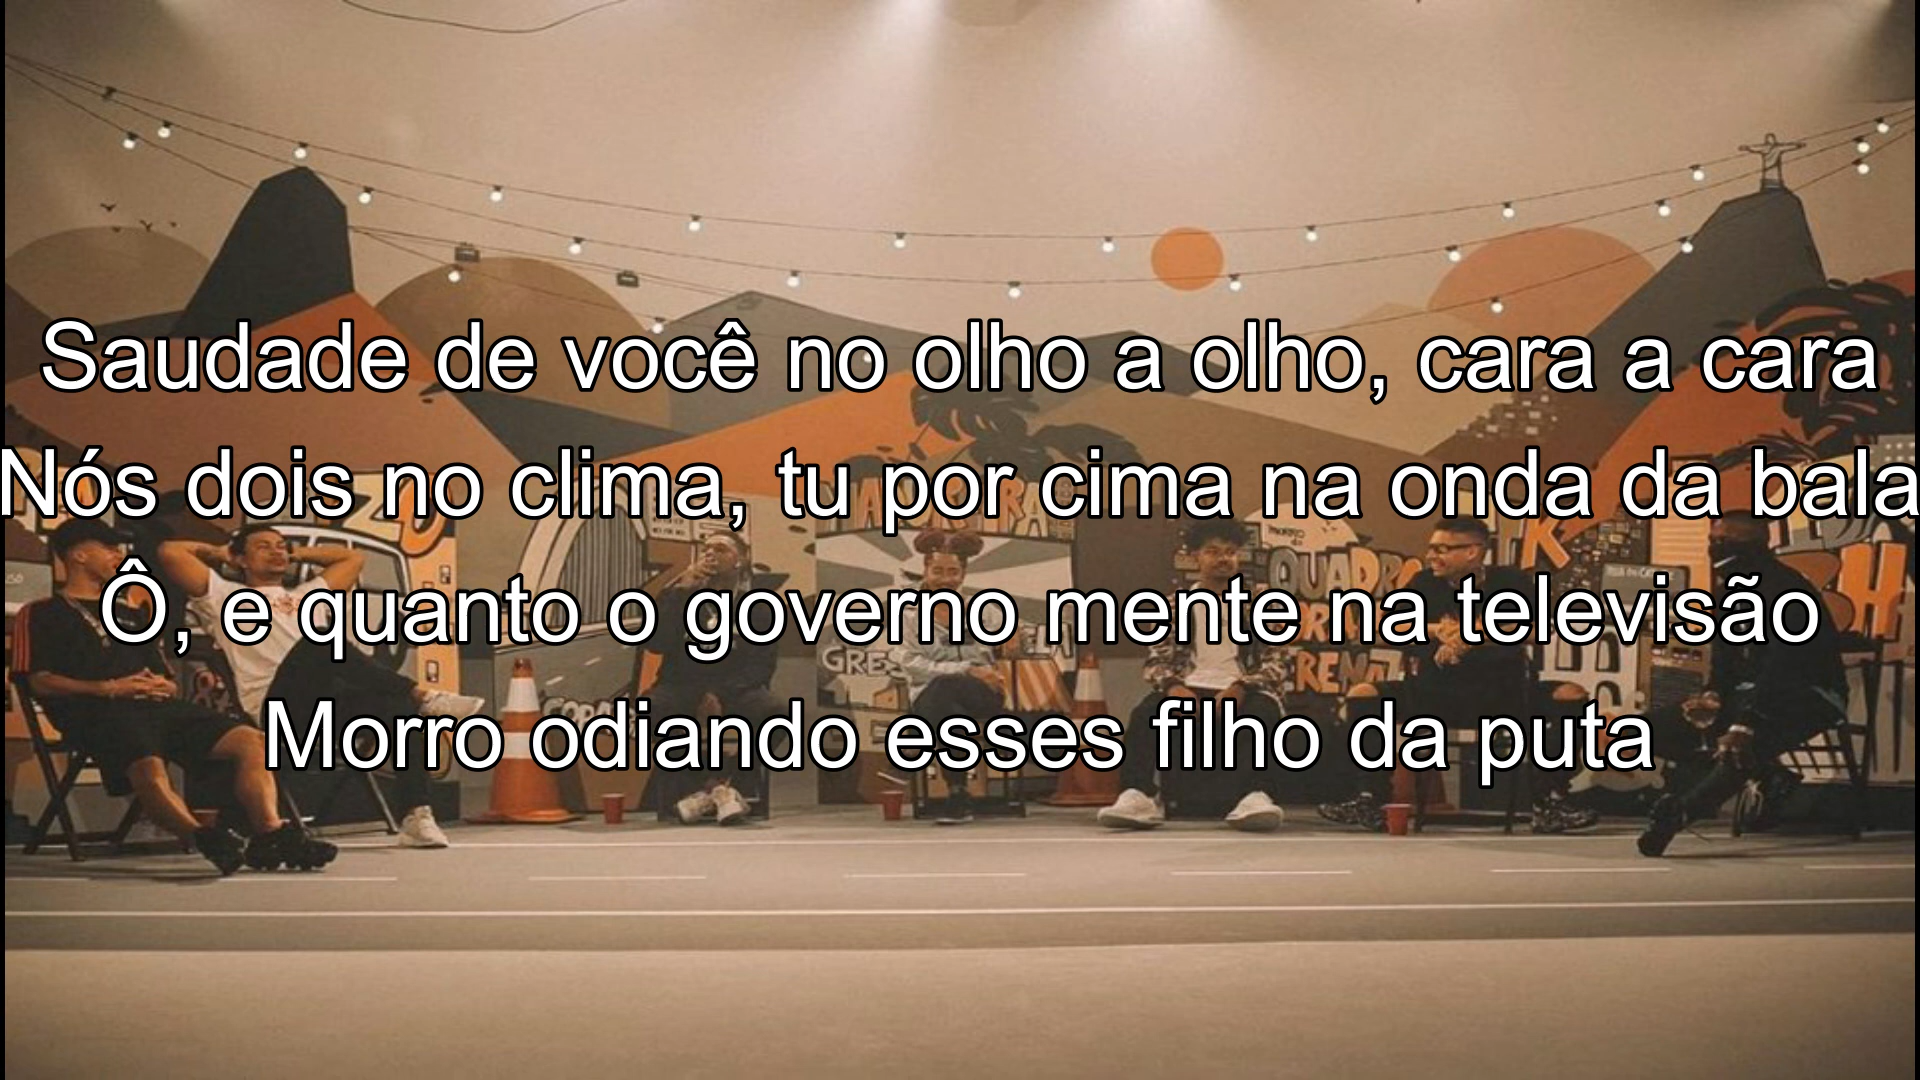 Saudade de você no olho a olho, cara a cara
Nós dois no clima, tu por cima na onda da bala
Ô, e quanto o governo mente na televisão
Morro odiando esses filho da puta